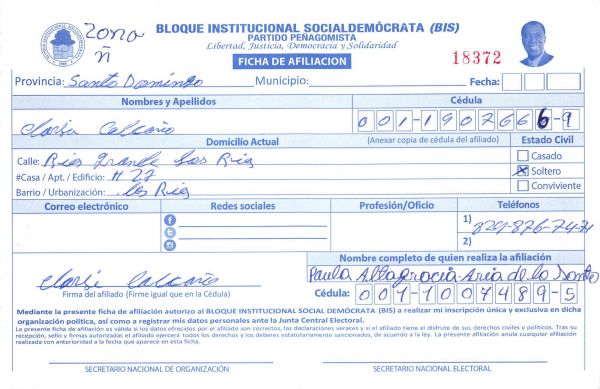 BLOQUE INSTITUCIONAL SOCIALDEMÓCRATA (BIS)
PARTIDO PEÑAGOMISTA
Libertad, Justicia, Democracia y Solidaridad
FICHA DE AFILIACION
18372
Zona
ñ
Provincia: Santo Domingo Municipio: Fecha:
Nombres y Apellidos Cédula
001-1907666-9
Domicilio Actual (Anexar copia de cédula del afiliado) Estado Civil
Calle: Rios Grande Los Rios
Casado
#Casa / Apt. / Edificio: # 27
Soltero
Barrio / Urbanización: Los Rios
Conviviente
Correo electrónico Redes sociales Profesión/Oficio Teléfonos
1) 829-876-74-71
2)
Nombre completo de quien realiza la afiliación
Paula Altagracia Aria de lo Santo
Firma del afiliado (Firme igual que en la Cédula)
Cédula: 001-1007489-5
Mediante la presente ficha de afiliación autorizo al BLOQUE INSTITUCIONAL SOCIAL DEMÓCRATA (BIS) a realizar mi inscripción única y exclusiva en dicha
organización política, así como a registrar mis datos personales ante la Junta Central Electoral.
La presente ficha de afiliación es válida si los datos ofrecidos por el afiliado son correctos, las declaraciones veraces y si el afiliado tiene el disfrute de sus derechos civiles y políticos. Tras su
recepción, sello y firmas autorizadas el afiliado ejercerá todos los derechos y los deberes estatutariamente sancionados, de acuerdo a la ley. La presente afiliación anula cualquier afiliación
realizada con anterioridad a la fecha que aparece en esta ficha.
SECRETARIO NACIONAL DE ORGANIZACIÓN SECRETARIO NACIONAL ELECTORAL